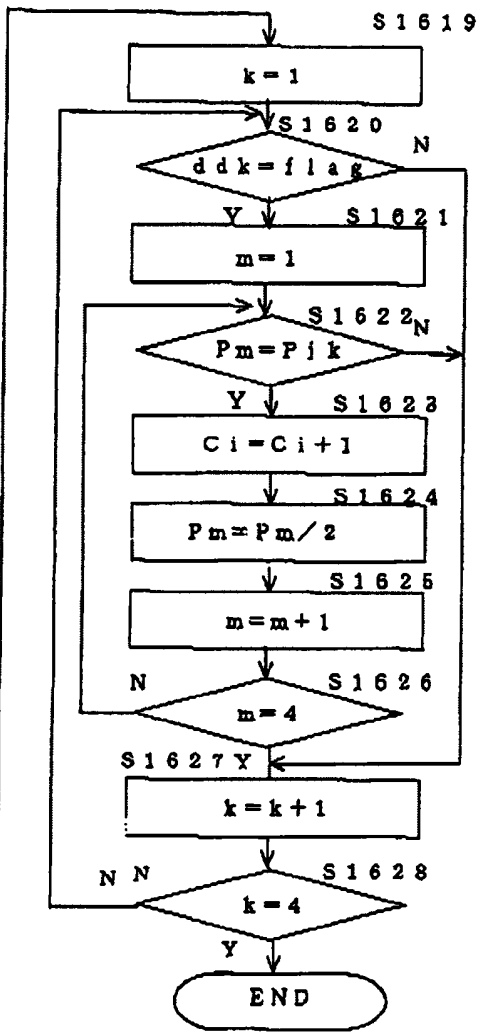 S1619
k=1
S1620
ddk=flag
N
Y
S1621
m=1
S1622
N
Pm=Pjk
Y
S1623
Ci=Ci+1
S1624
Pm=Pm/2
S1625
m=m+1
N
S1626
m=4
S1627
Y
k=k+1
N N
S1628
k=4
Y
END